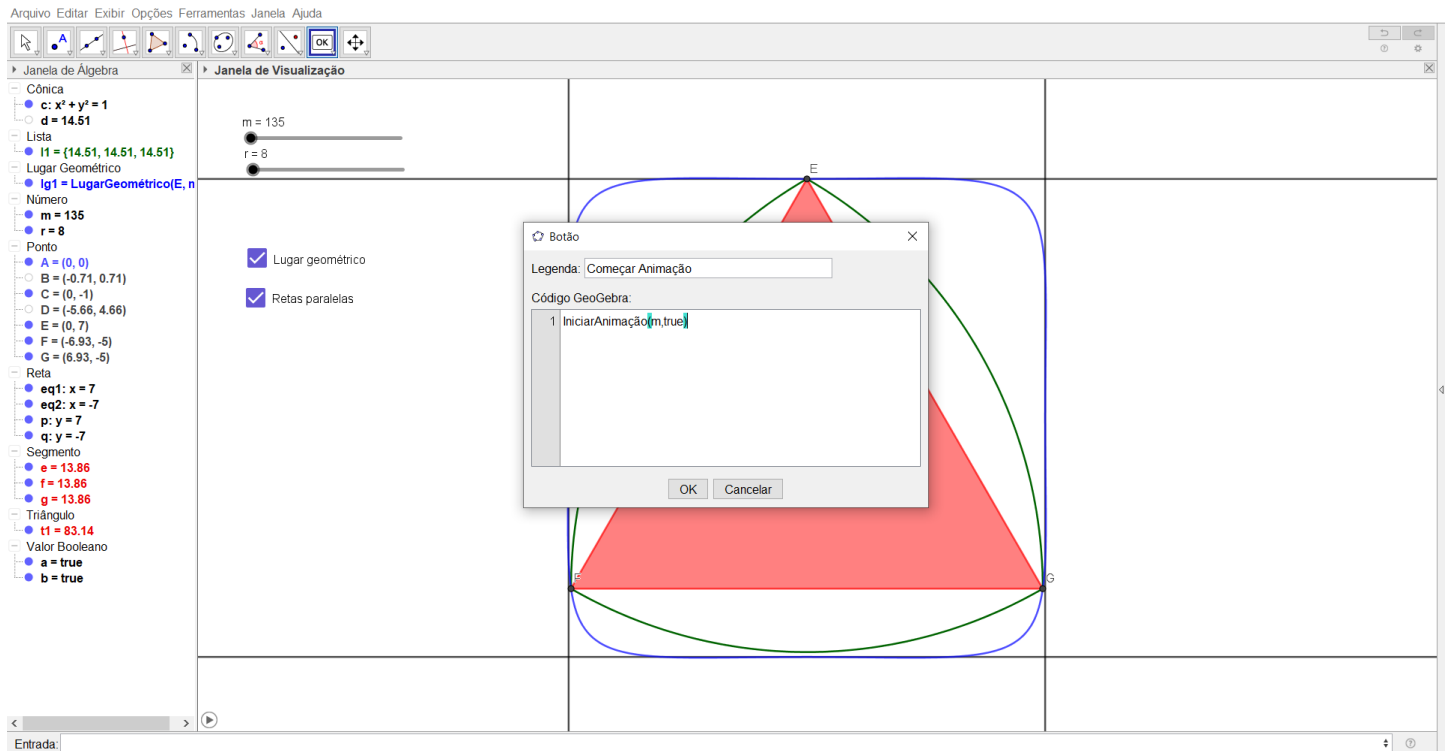 Arquivo Editar Exibir Opções Ferramentas Janela Ajuda
A
OK
Janela de Álgebra
Janela de Visualização
Cônica
c: x² + y² = 1
d = 14.51
Lista
l1 = {14.51, 14.51, 14.51}
Lugar Geométrico
lg1 = LugarGeométrico(E, n
Número
m = 135
r = 8
Ponto
A = (0, 0)
B = (-0.71, 0.71)
C = (0, -1)
D = (-5.66, 4.66)
E = (0, 7)
F = (-6.93, -5)
G = (6.93, -5)
Reta
eq1: x = 7
eq2: x = -7
p: y = 7
q: y = -7
Segmento
e = 13.86
f = 13.86
g = 13.86
Triângulo
t1 = 83.14
Valor Booleano
a = true
b = true
m = 135
r = 8
Lugar geométrico
Retas paralelas
E
F
G
Botão
Legenda: Começar Animação
Código GeoGebra:
1 IniciarAnimação(m,true)
OK Cancelar
Entrada: